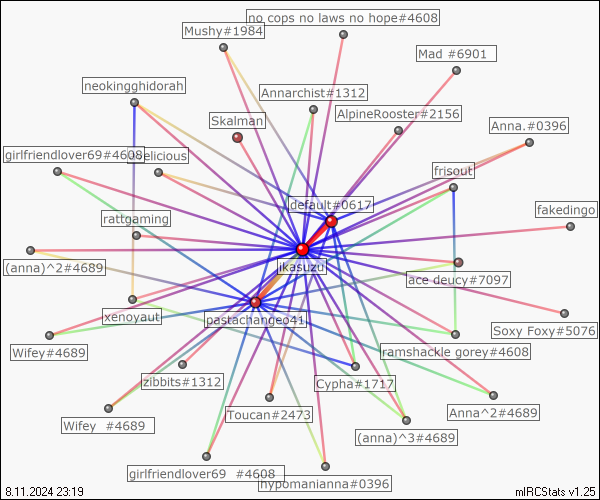 no cops no laws no hope#4608
Mushy#1984
Mad #6901
neokingghidorah
Annarchist#1312
AlpineRooster#2156
Skalman
Anna.#0396
girlfriendlover69#4608
elicious
frisout
default#0617
fakedingo
rattgaming
(anna)^2#4689
ikasuzu
ace deucy#7097
xenoyaut
pastachangeo41
Soxy Foxy#5076
Wifey#4689
ramshackle gorey#4608
zibbits#1312
Cypha#1717
Toucan#2473
Anna^2#4689
Wifey #4689
(anna)^3#4689
girlfriendlover69 #4608
hypomanianna#0396
8.11.2024 23:19
mIRCStats v1.25